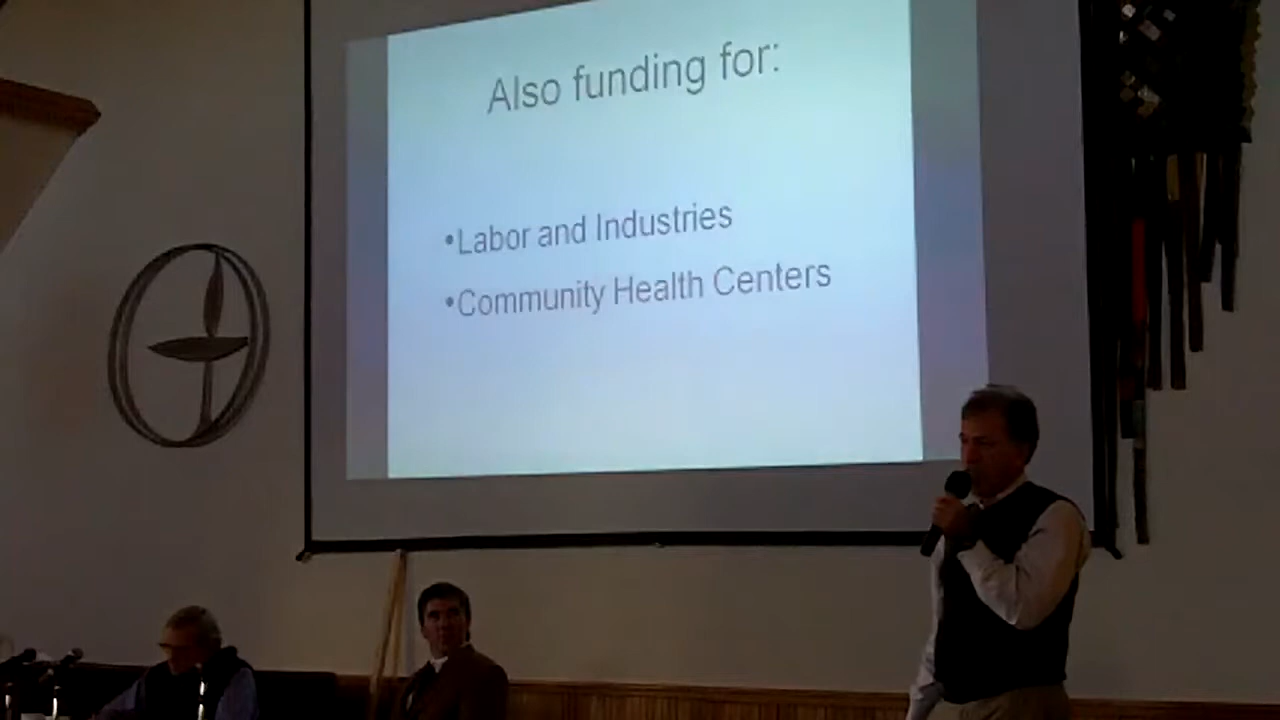 Also funding for:
•Labor and Industries
•Community Health Centers